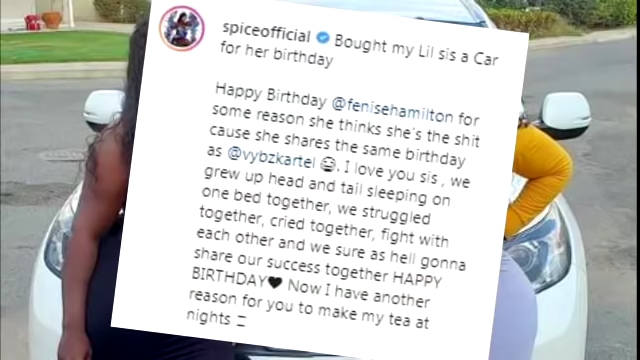 spiceofficial Bought my Lil sis a Car
for her birthday
Happy Birthday @fenisehamilton for
some reason she thinks she's the shit
cause she shares the same birthday
as @vybzkartel 😄. I love you sis , we
grew up head and tail sleeping on
one bed together, we struggled
together, cried together, fight with
each other and we sure as hell gonna
share our success together HAPPY
BIRTHDAY🖤 Now I have another
reason for you to make my tea at
nights